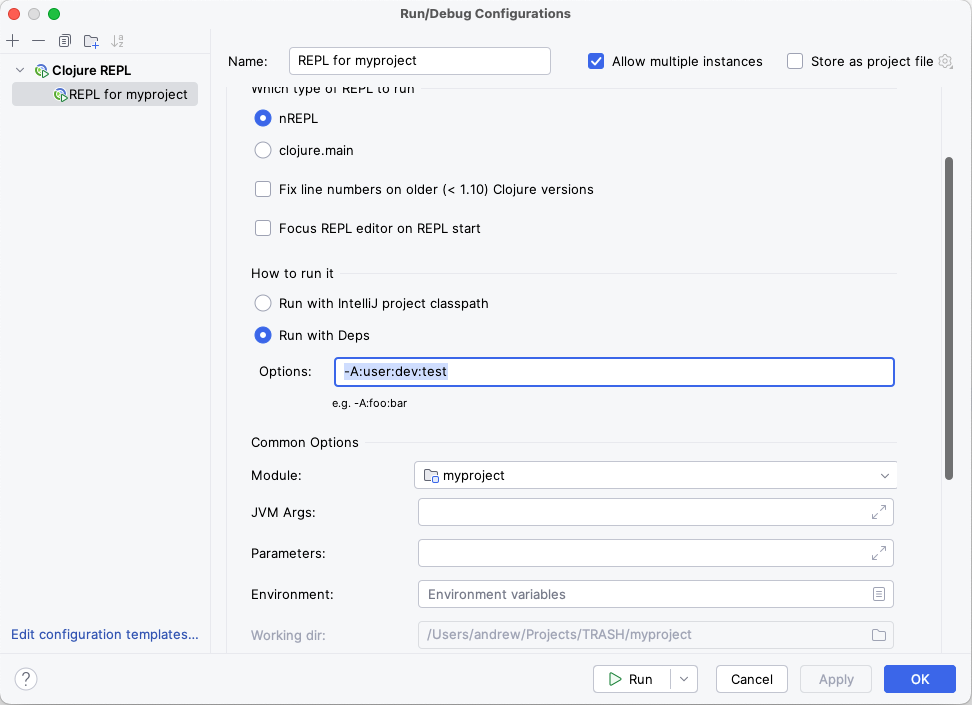 Run/Debug Configurations
Clojure REPL
REPL for myproject
Edit configuration templates...
Name:
REPL for myproject
Allow multiple instances
Store as project file
Which type of REPL to run
nREPL
clojure.main
Fix line numbers on older (< 1.10) Clojure versions
Focus REPL editor on REPL start
How to run it
Run with IntelliJ project classpath
Run with Deps
Options:
-A:user:dev:test
e.g. -A:foo:bar
Common Options
Module:
myproject
JVM Args:
Parameters:
Environment:
Environment variables
Working dir:
/Users/andrew/Projects/TRASH/myproject
?
Run
Cancel
Apply
OK